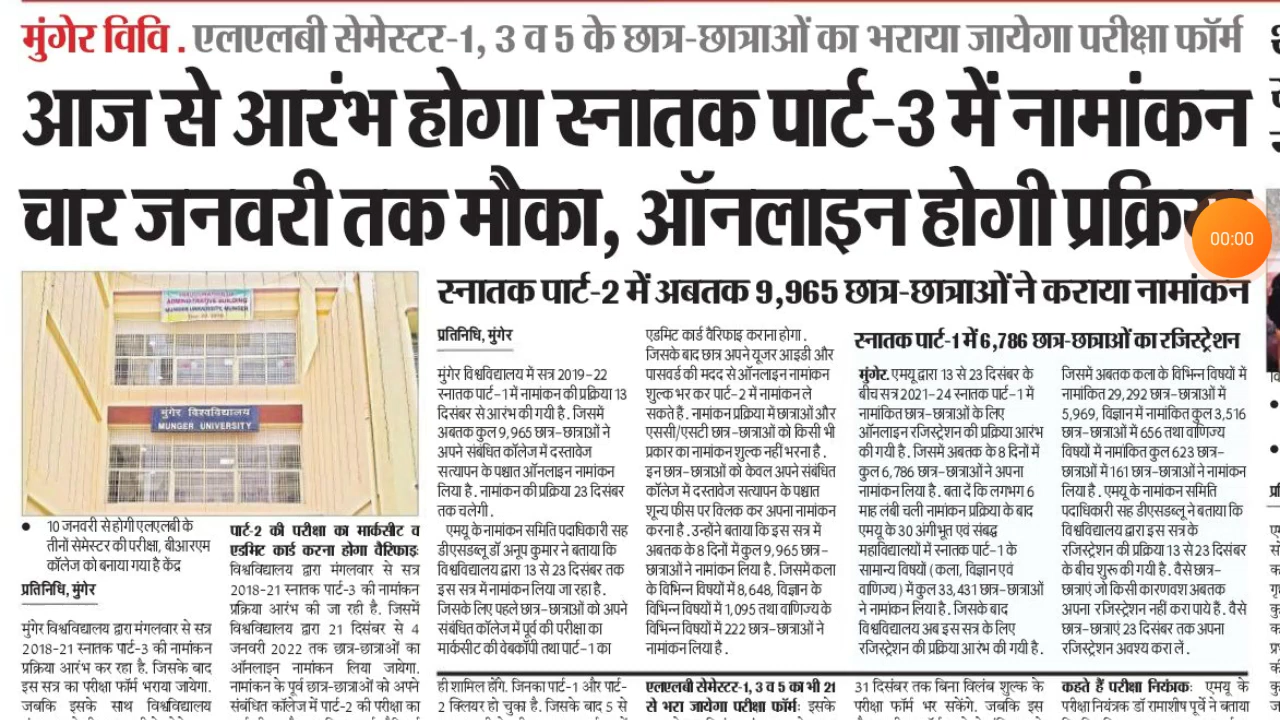 मुंगेर विवि . एलएलबी सेमेस्टर-1, 3 व 5 के छात्र-छात्राओं का भराया जायेगा परीक्षा फॉर्म
आज से आरंभ होगा स्नातक पार्ट-3 में नामांकन
चार जनवरी तक मौका, ऑनलाइन होगी
00:00
ADMINISTRATIVE BUILDING
MUNGER UNIVERSITY, MUNGER
मुंगेर विश्वविद्यालय
MUNGER UNIVERSITY
● 10 जनवरी से होगी एलएलबी के
तीनों सेमेस्टर की परीक्षा, बीआरएम
कॉलेज को बनाया गया है केंद्र
प्रतिनिधि, मुंगेर
मुंगेर विश्वविद्यालय द्वारा मंगलवार से सत्र
2018-21 स्नातक पार्ट-3 की नामांकन
प्रक्रिया आरंभ कर रहा है. जिसके बाद
इस सत्र का परीक्षा फॉर्म भराया जायेगा.
जबकि इसके साथ विश्वविद्यालय
पार्ट-2 की परीक्षा का मार्कसीट व
एडमिट कार्ड करना होगा वैरिफाइ:
विश्वविद्यालय द्वारा मंगलवार से सत्र
2018-21 स्नातक पार्ट-3 की नामांकन
प्रक्रिया आरंभ की जा रही है. जिसमें
विश्वविद्यालय द्वारा 21 दिसंबर से 4
जनवरी 2022 तक छात्र-छात्राओं का
ऑनलाइन नामांकन लिया जायेगा.
नामांकन के पूर्व छात्र-छात्राओं को अपने
संबंधित कॉलेज में पार्ट-2 की परीक्षा का
स्नातक पार्ट-2 में अबतक 9,965 छात्र-छात्राओं ने कराया नामांकन
प्रतिनिधि, मुंगेर
मुंगेर विश्वविद्यालय में सत्र 2019-22
स्नातक पार्ट-1 में नामांकन की प्रक्रिया 13
दिसंबर से आरंभ की गयी है. जिसमें
अबतक कुल 9,965 छात्र-छात्राओं ने
अपने संबंधित कॉलेज में दस्तावेज
सत्यापन के पश्चात ऑनलाइन नामांकन
लिया है. नामांकन की प्रक्रिया 23 दिसंबर
तक चलेगी.
एमयू के नामांकन समिति पदाधिकारी सह
डीएसडब्लू डॉ अनूप कुमार ने बताया कि
विश्वविद्यालय द्वारा 13 से 23 दिसंबर तक
इस सत्र में नामांकन लिया जा रहा है.
जिसके लिए पहले छात्र-छात्राओं को अपने
संबंधित कॉलेज में पूर्व की परीक्षा का
मार्कसीट की वेबकॉपी तथा पार्ट-1 का
एडमिट कार्ड वैरिफाइ कराना होगा.
जिसके बाद छात्र अपने यूजर आइडी और
पासवर्ड की मदद से ऑनलाइन नामांकन
शुल्क भर कर पार्ट-2 में नामांकन ले
सकते हैं. नामांकन प्रक्रिया में छात्राओं और
एससी/एसटी छात्र-छात्राओं को किसी भी
प्रकार का नामांकन शुल्क नहीं भरना है.
इन छात्र-छात्राओं को केवल अपने संबंधित
कॉलेज में दस्तावेज सत्यापन के पश्चात
शून्य फीस पर क्लिक कर अपना नामांकन
करना है. उन्होंने बताया कि इस सत्र में
अबतक के 8 दिनों में कुल 9,965 छात्र-
छात्राओं ने नामांकन लिया है. जिसमें कला
के विभिन्न विषयों में 8,648, विज्ञान के
विभिन्न विषयों में 1,095 तथा वाणिज्य के
विभिन्न विषयों में 222 छात्र-छात्राओं ने
नामांकन लिया है.
स्नातक पार्ट-1 में 6,786 छात्र-छात्राओं का रजिस्ट्रेशन
मुंगेर. एमयू द्वारा 13 से 23 दिसंबर के
बीच सत्र 2021-24 स्नातक पार्ट-1 में
नामांकित छात्र-छात्राओं के लिए
ऑनलाइन रजिस्ट्रेशन की प्रक्रिया आरंभ
की गयी है. जिसमें अबतक के 8 दिनों में
कुल 6,786 छात्र-छात्राओं ने अपना
नामांकन लिया है. बता दें कि लगभग 6
माह लंबी चली नामांकन प्रक्रिया के बाद
एमयू के 30 अंगीभूत एवं संबद्ध
महाविद्यालयों में स्नातक पार्ट-1 के
सामान्य विषयों (कला, विज्ञान एवं
वाणिज्य) में कुल 33,431 छात्र-छात्राओं
ने नामांकन लिया है. जिसके बाद
विश्वविद्यालय अब इस सत्र के लिए
रजिस्ट्रेशन की प्रक्रिया आरंभ की गयी है.
जिसमें अबतक कला के विभिन्न विषयों में
नामांकित 29,292 छात्र-छात्राओं में
5,969, विज्ञान में नामांकित कुल 3,516
छात्र-छात्राओं में 656 तथा वाणिज्य
विषयों में नामांकित कुल 623 छात्र-
छात्राओं में 161 छात्र-छात्राओं ने नामांकन
लिया है. एमयू के नामांकन समिति
पदाधिकारी सह डीएसडब्लू ने बताया कि
विश्वविद्यालय द्वारा इस सत्र के
रजिस्ट्रेशन की प्रक्रिया 13 से 23 दिसंबर
के बीच शुरू की गयी है. वैसे छात्र-
छात्राएं जो किसी कारणवश अबतक
अपना रजिस्ट्रेशन नहीं करा पाये हैं. वैसे
छात्र-छात्राएं 23 दिसंबर तक अपना
रजिस्ट्रेशन अवश्य करा लें.
ही शामिल होंगे. जिनका पार्ट-1 और पार्ट-
2 क्लियर हो चुका है. जिसके बाद 5 से
एलएलबी सेमेस्टर-1, 3 व 5 का भी 21
से भरा जायेगा परीक्षा फॉर्म: इसके
31 दिसंबर तक बिना विलंब शुल्क के
परीक्षा फॉर्म भर सकेंगे. जबकि इस
कहते हैं परीक्षा नियंत्रक: एमयू के
परीक्षा नियंत्रक डॉ रामाशीष पूर्वे ने बताया